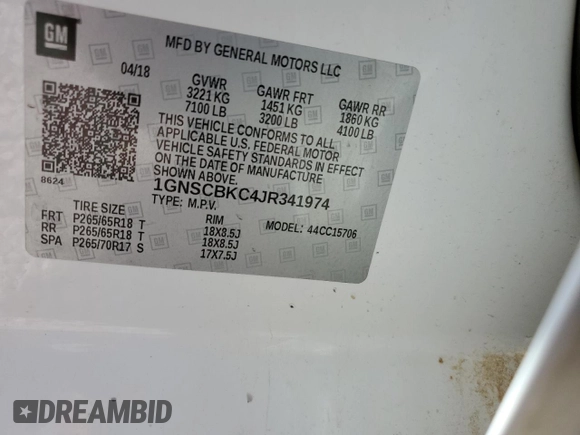 GM
MFD BY GENERAL MOTORS LLC
04/18
GVWR GAWR FRT GAWR RR
3221 KG 1451 KG 1860 KG
7100 LB 3200 LB 4100 LB
THIS VEHICLE CONFORMS TO ALL
APPLICABLE U.S. FEDERAL MOTOR
VEHICLE SAFETY STANDARDS IN EFFECT
ON THE DATE OF MANUFACTURE
SHOWN ABOVE.
8624
1GNSCBKC4JR341974
TYPE: M.P.V.
MODEL: 44CC15706
TIRE SIZE RIM
FRT P265/65R18 T 18X8.5J
RR P265/65R18 T 18X8.5J
SPA P265/70R17 S 17X7.5J
DREAMBID